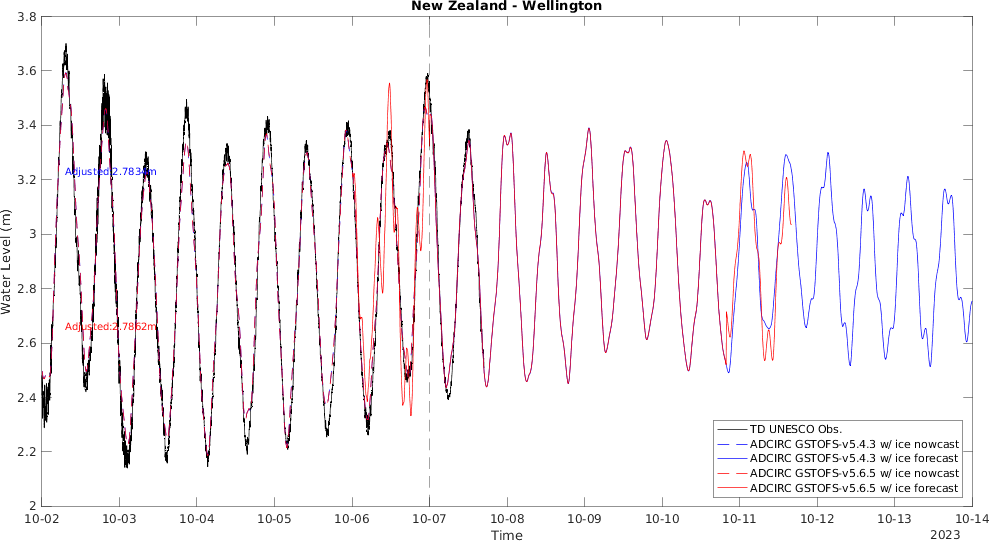 New Zealand - Wellington
3.8
3.6
3.4
3.2
3
2.8
2.6
2.4
2.2
2
Water Level (m)
Adjusted:2.7834m
Adjusted:2.7862m
TD UNESCO Obs.
ADCIRC GSTOFS-v5.4.3 w/ ice nowcast
ADCIRC GSTOFS-v5.4.3 w/ ice forecast
ADCIRC GSTOFS-v5.6.5 w/ ice nowcast
ADCIRC GSTOFS-v5.6.5 w/ ice forecast
10-02 10-03 10-04 10-05 10-06 10-07 10-08 10-09 10-10 10-11 10-12 10-13 10-14
Time
2023